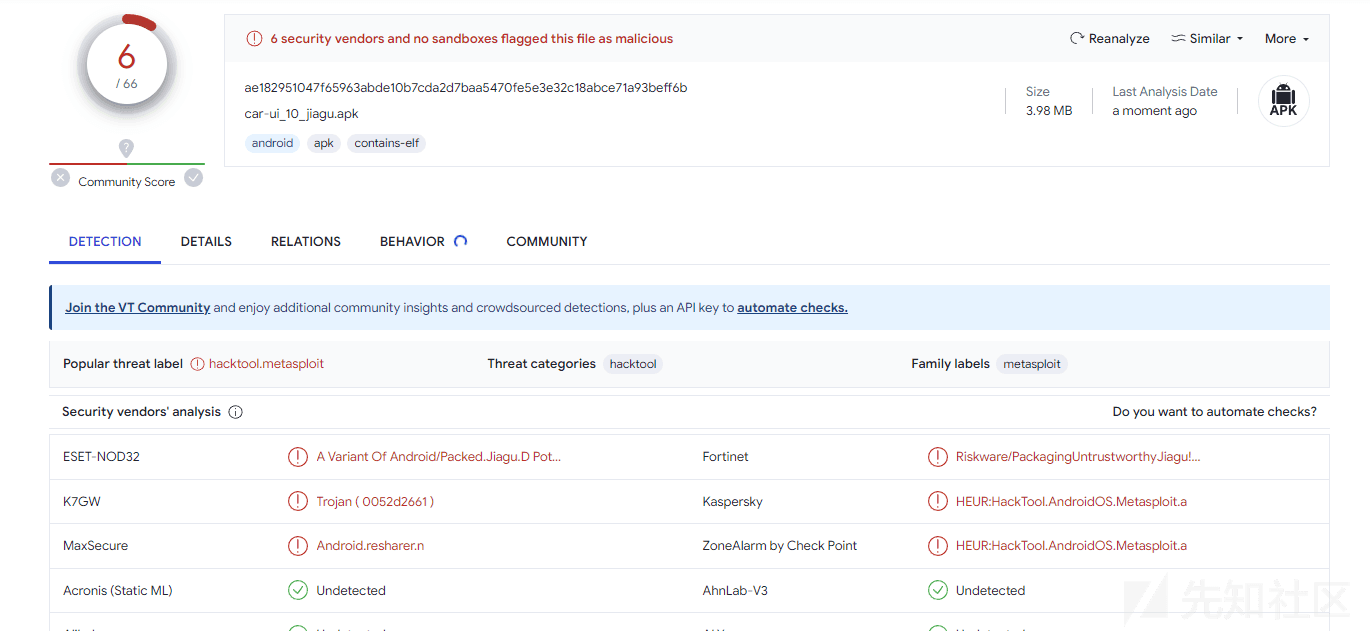 6
/ 66
Community Score
6 security vendors and no sandboxes flagged this file as malicious
Reanalyze
Similar
More
ae182951047f65963abde10b7cda2d7baa5470fe5e3e32c18abce71a93beff6b
car-ui_10_jiagu.apk
android apk contains-elf
Size
3.98 MB
Last Analysis Date
a moment ago
APK
DETECTION DETAILS RELATIONS BEHAVIOR COMMUNITY
Join the VT Community and enjoy additional community insights and crowdsourced detections, plus an API key to automate checks.
Popular threat label hacktool.metasploit Threat categories hacktool Family labels metasploit
Security vendors' analysis Do you want to automate checks?
ESET-NOD32 A Variant Of Android/Packed.Jiagu.D Pot... Fortinet Riskware/PackagingUntrustworthyJiagu!...
K7GW Trojan ( 0052d2661 ) Kaspersky HEUR:HackTool.AndroidOS.Metasploit.a
MaxSecure Android.resharer.n ZoneAlarm by Check Point HEUR:HackTool.AndroidOS.Metasploit.a
Acronis (Static ML) Undetected AhnLab-V3 Undetected
先知社区